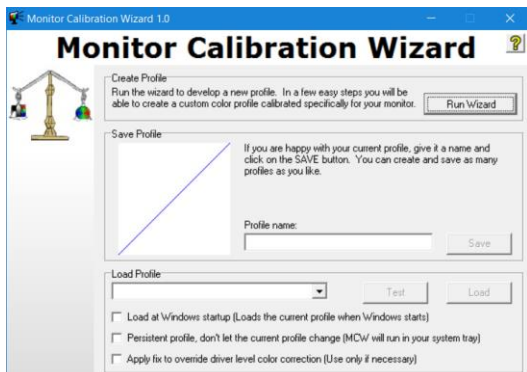 Monitor Calibration Wizard 1.0
Monitor Calibration Wizard
Create Profile
Run the wizard to develop a new profile. In a few easy steps you will be
able to create a custom color profile calibrated specifically for your monitor.
Run Wizard
Save Profile
If you are happy with your current profile, give it a name and
click on the SAVE button. You can create and save as many
profiles as you like.
Profile name:
Save
Load Profile
Test
Load
Load at Windows startup (Loads the current profile when Windows starts)
Persistent profile, don't let the current profile change (MCW will run in your system tray)
Apply fix to override driver level color correction (Use only if necessary)